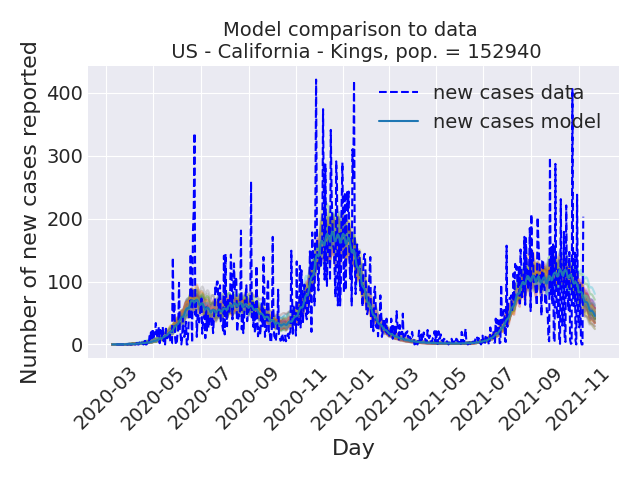 Model comparison to data
US - California - Kings, pop. = 152940
Number of new cases reported
400
300
200
100
0
new cases data
new cases model
2020-03
2020-05
2020-07
2020-09
2020-11
2021-01
2021-03
2021-05
2021-07
2021-09
2021-11
Day